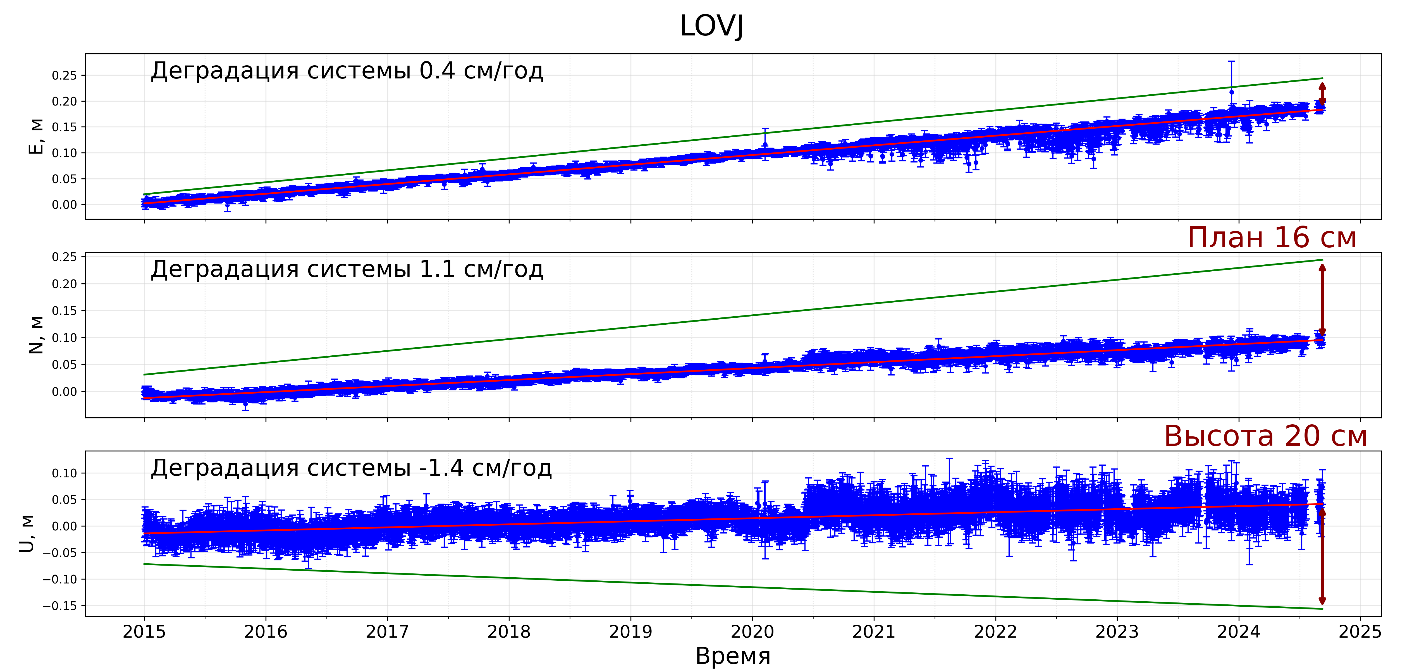 LOVJ
Деградация системы 0.4 см/год
E, м
0.25
0.20
0.15
0.10
0.05
0.00
План 16 см
Деградация системы 1.1 см/год
N, м
0.25
0.20
0.15
0.10
0.05
0.00
Высота 20 см
Деградация системы -1.4 см/год
U, м
0.10
0.05
0.00
−0.05
−0.10
−0.15
2015 2016 2017 2018 2019 2020 2021 2022 2023 2024 2025
Время